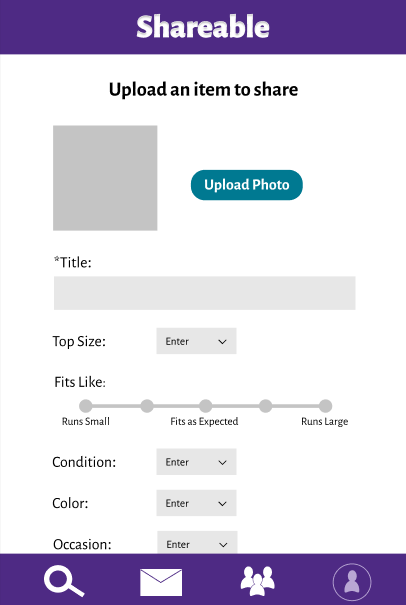 Shareable
Upload an item to share
Upload Photo
*Title:
Top Size: Enter
Fits Like:
Runs Small Fits as Expected Runs Large
Condition: Enter
Color: Enter
Occasion: Enter